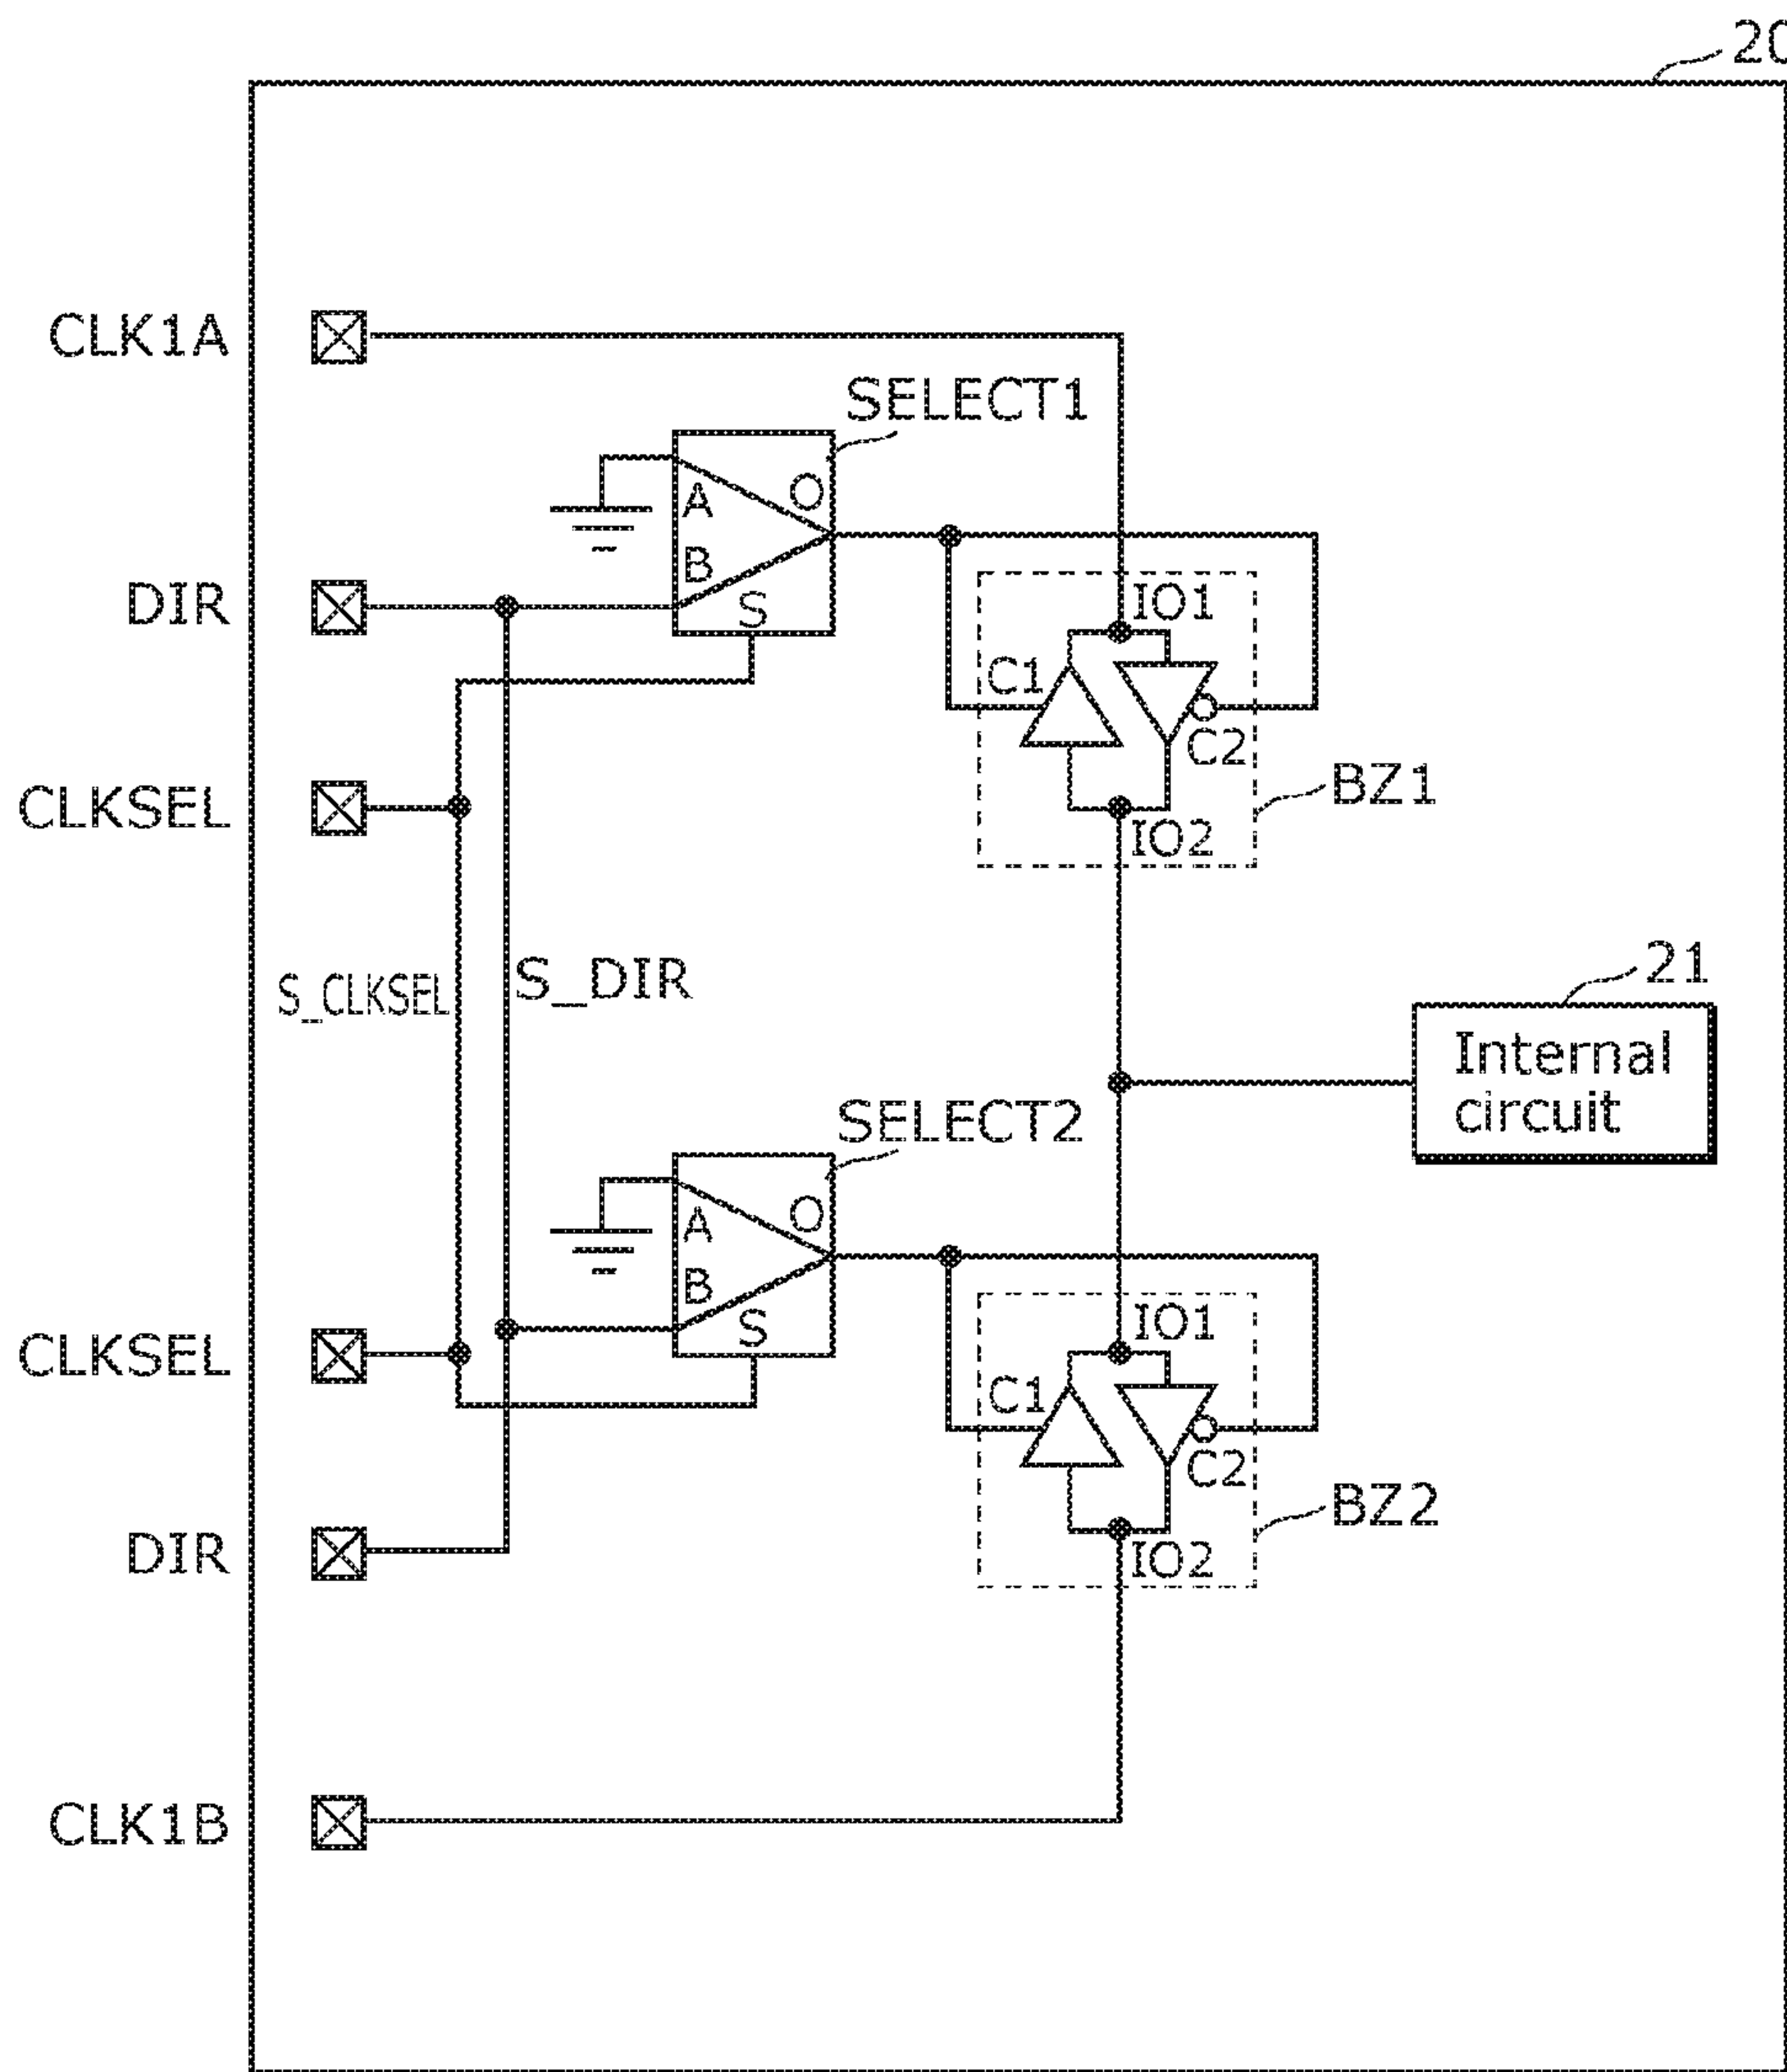 20
CLK1A
SELECT1
A
O
B
S
DIR
IO1
C1
C2
CLKSEL
BZ1
IO2
S_CLKSEL
S_DIR
21
Internal
circuit
SELECT2
A
O
B
S
IO1
CLKSEL
C1
C2
BZ2
DIR
IO2
CLK1B